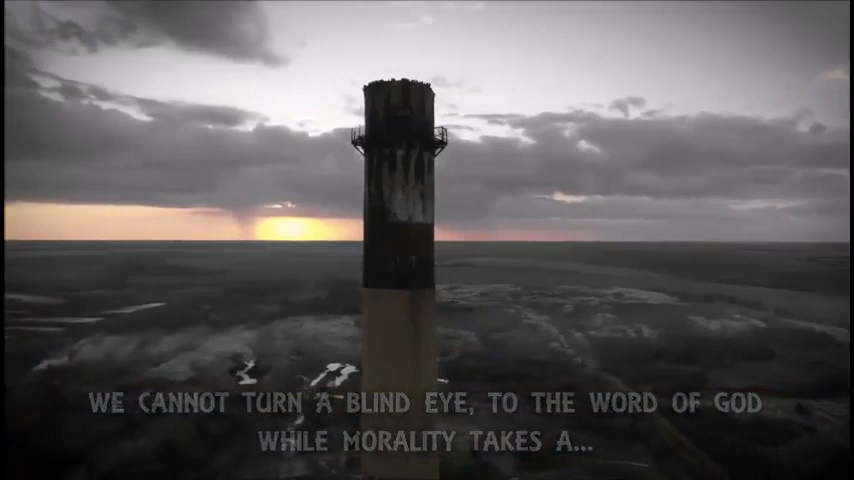 WE CANNOT TURN A BLIND EYE, TO THE WORD OF GOD
WHILE MORALITY TAKES A...